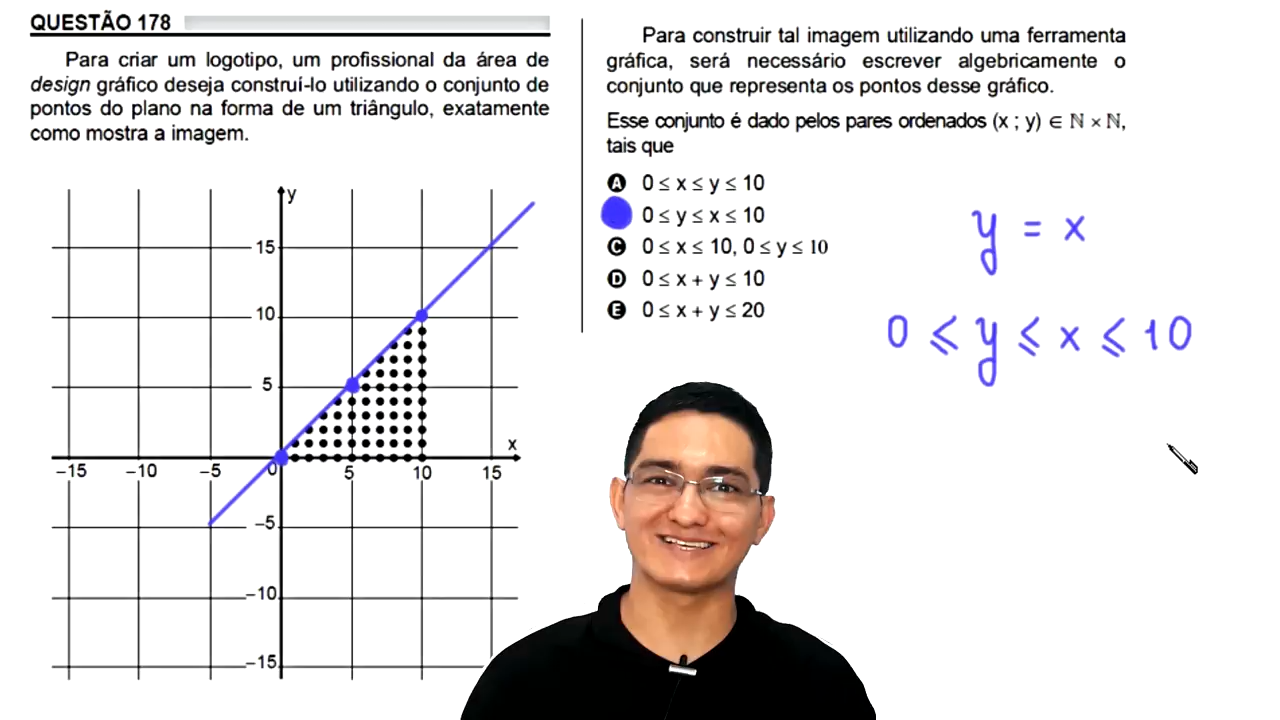 QUESTÃO 178
Para criar um logotipo, um profissional da área de
design gráfico deseja construí-lo utilizando o conjunto de
pontos do plano na forma de um triângulo, exatamente
como mostra a imagem.
y
15
10
5
x
−15 −10 −5 0 5 10 15
−5
−10
−15
Para construir tal imagem utilizando uma ferramenta
gráfica, será necessário escrever algebricamente o
conjunto que representa os pontos desse gráfico.
Esse conjunto é dado pelos pares ordenados (x ; y) ∈ ℕ × ℕ,
tais que
A 0 ≤ x ≤ y ≤ 10
0 ≤ y ≤ x ≤ 10
C 0 ≤ x ≤ 10, 0 ≤ y ≤ 10
D 0 ≤ x + y ≤ 10
E 0 ≤ x + y ≤ 20
y = x
0 ≤ y ≤ x ≤ 10